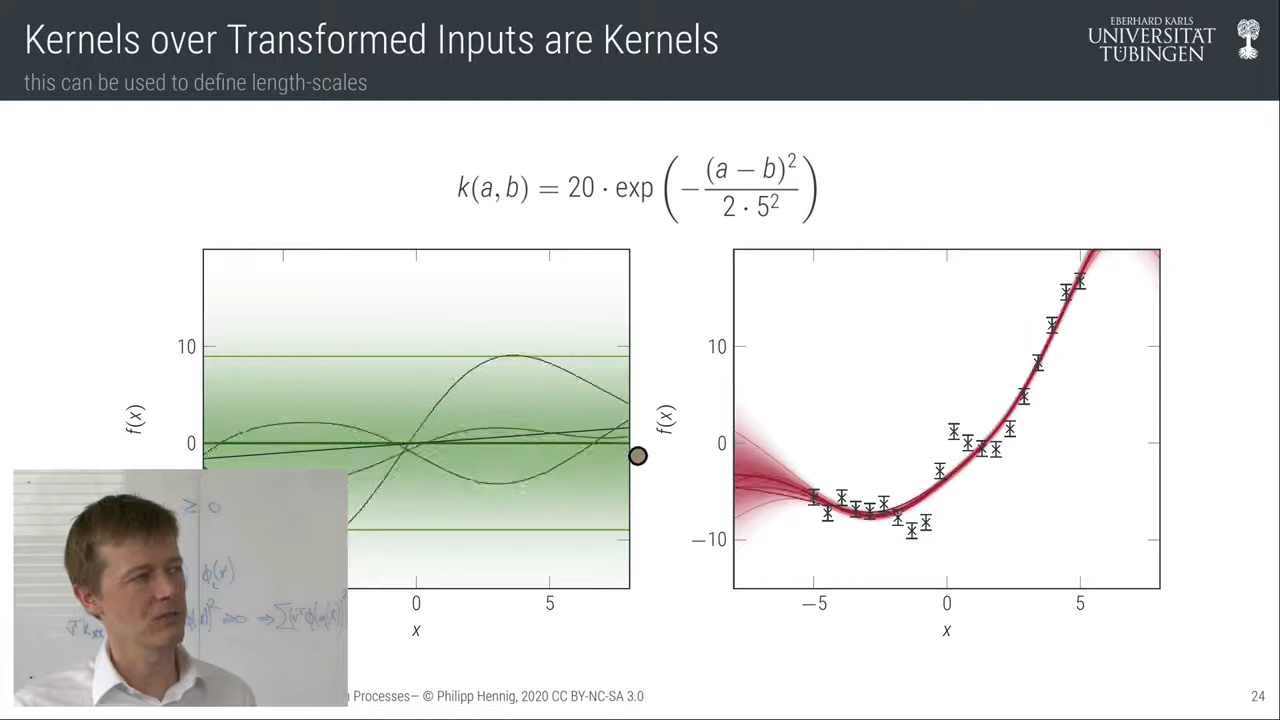 Kernels over Transformed Inputs are Kernels
this can be used to define length-scales
EBERHARD KARLS
UNIVERSITÄT
TÜBINGEN
k(a, b) = 20 · exp ( − (a − b)² / 2 · 5² )
10
0
f(x)
0
5
x
10
0
−10
f(x)
−5
0
5
x
≥ 0
Processes— © Philipp Hennig, 2020 CC BY-NC-SA 3.0
24